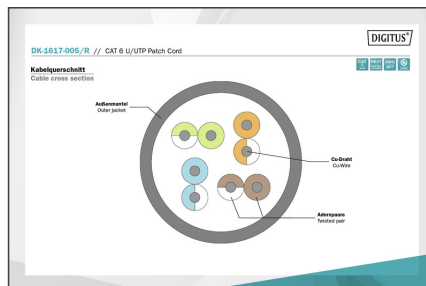 DIGITUS®
DK-1617-005/R // CAT 6 U/UTP Patch Cord
Kabelquerschnitt
Cable cross section
Außenmantel
Outer jacket
Cu-Draht
Cu-Wire
Aderspaare
Twisted pair